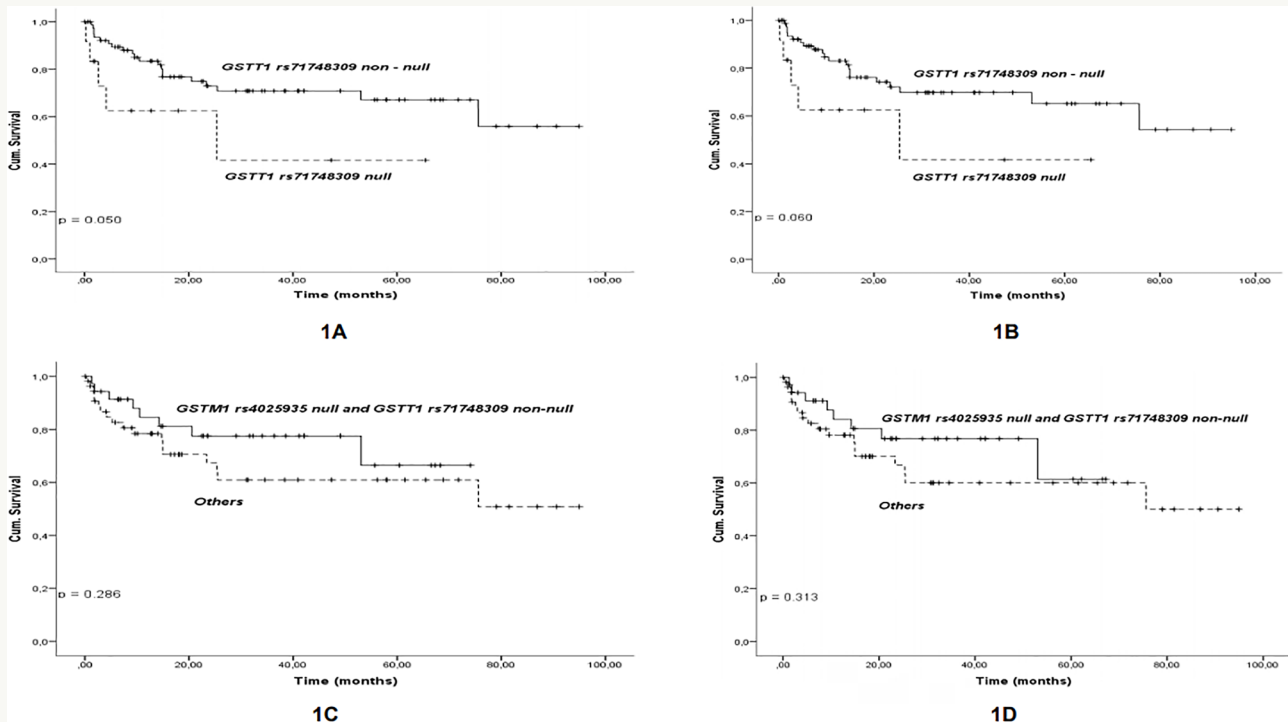 1,0
0,8
0,6
0,4
0,2
0,0
Cum. Survival
GSTT1 rs71748309 non - null
GSTT1 rs71748309 null
p = 0.050
,00 20,00 40,00 60,00 80,00 100,00
Time (months)
1A
1,0
0,8
0,6
0,4
0,2
0,0
Cum. Survival
GSTT1 rs71748309 non - null
GSTT1 rs71748309 null
p = 0.060
,00 20,00 40,00 60,00 80,00 100,00
Time (months)
1B
1,0
0,8
0,6
0,4
0,2
0,0
Cum. Survival
GSTM1 rs4025935 null and GSTT1 rs71748309 non-null
Others
p = 0.286
,00 20,00 40,00 60,00 80,00 100,00
Time (months)
1C
1,0
0,8
0,6
0,4
0,2
0,0
Cum. Survival
GSTM1 rs4025935 null and GSTT1 rs71748309 non-null
Others
p = 0.313
,00 20,00 40,00 60,00 80,00 100,00
Time (months)
1D